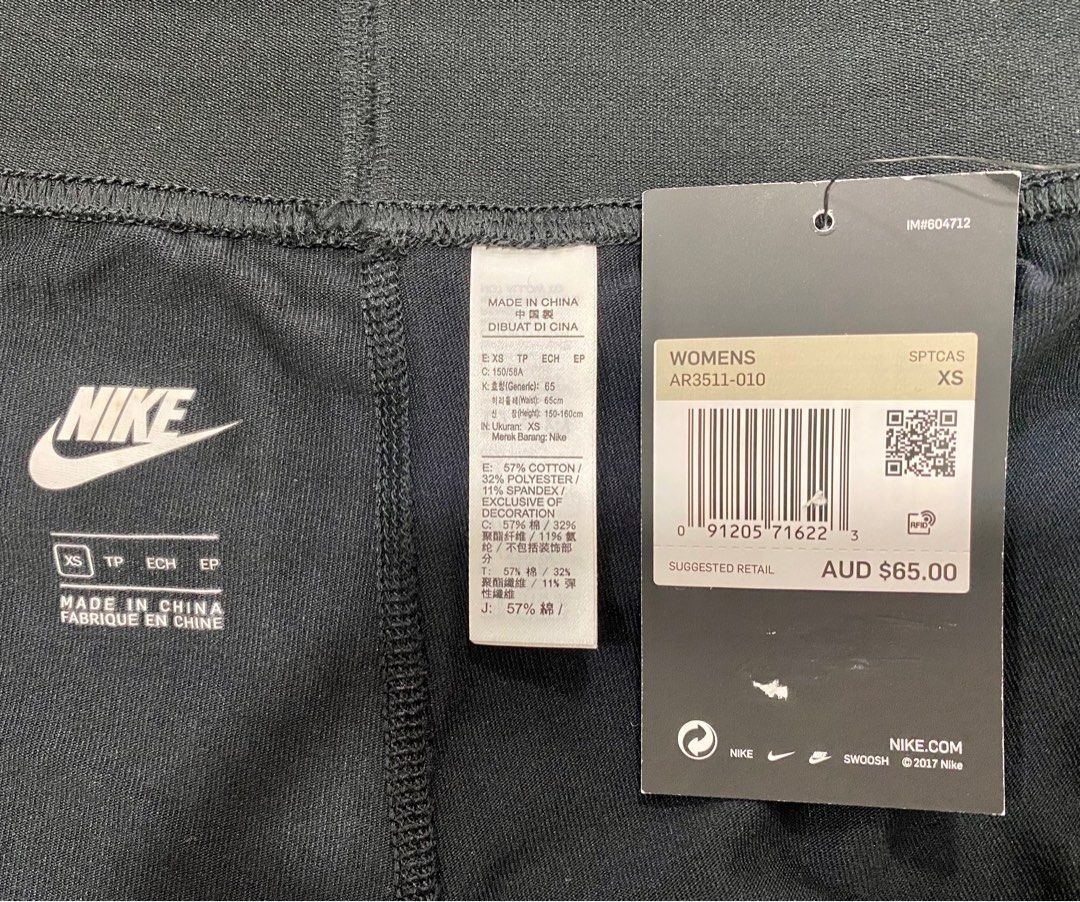 NIKE
XS TP ECH EP
MADE IN CHINA
FABRIQUE EN CHINE
MADE IN CHINA
中国製
DIBUAT DI CINA
E: XS TP ECH EP
C: 150/58A
K: 호칭(Generic): 65
허리둘레(Waist): 65cm
신 장(Height): 150-160cm
IN: Ukuran: XS
Merek Barang: Nike
E: 57% COTTON /
32% POLYESTER /
11% SPANDEX /
EXCLUSIVE OF
DECORATION
C: 57% 棉 / 32%
聚酯纤维 / 11% 氨
纶 / 不包括装饰部
分
T: 57% 棉 / 32%
聚酯纖維 / 11% 彈
性纖維
J: 57% 綿 /
IM#604712
WOMENS SPTCAS
AR3511-010 XS
0 91205 71622 3
RFID
SUGGESTED RETAIL AUD $65.00
NIKE.COM
NIKE SWOOSH © 2017 Nike